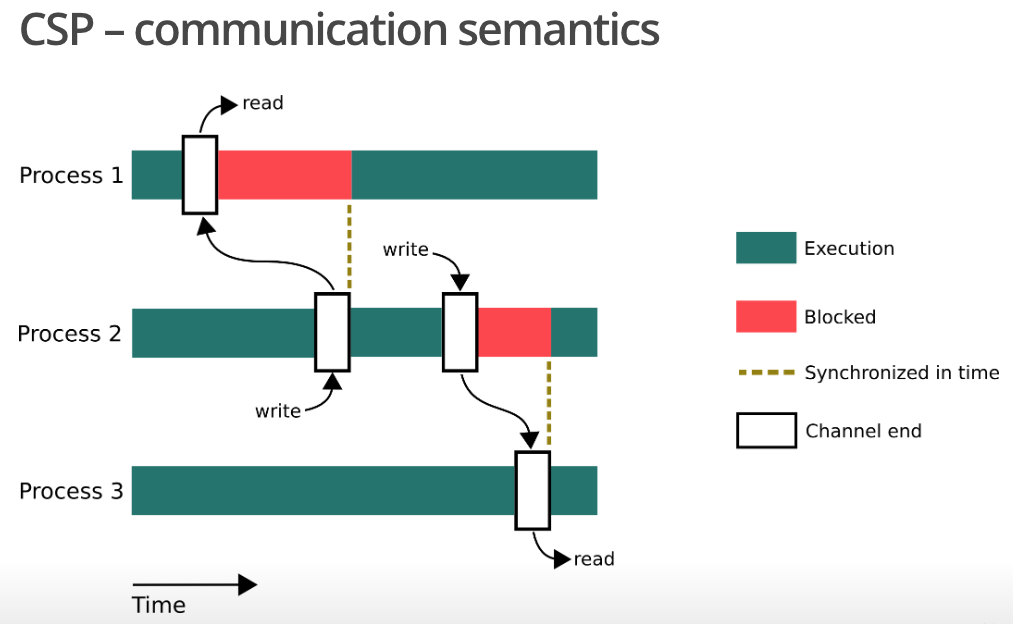 CSP – communication semantics
read
Process 1
write
Execution
Blocked
Process 2
Synchronized in time
write
Channel end
Process 3
read
Time